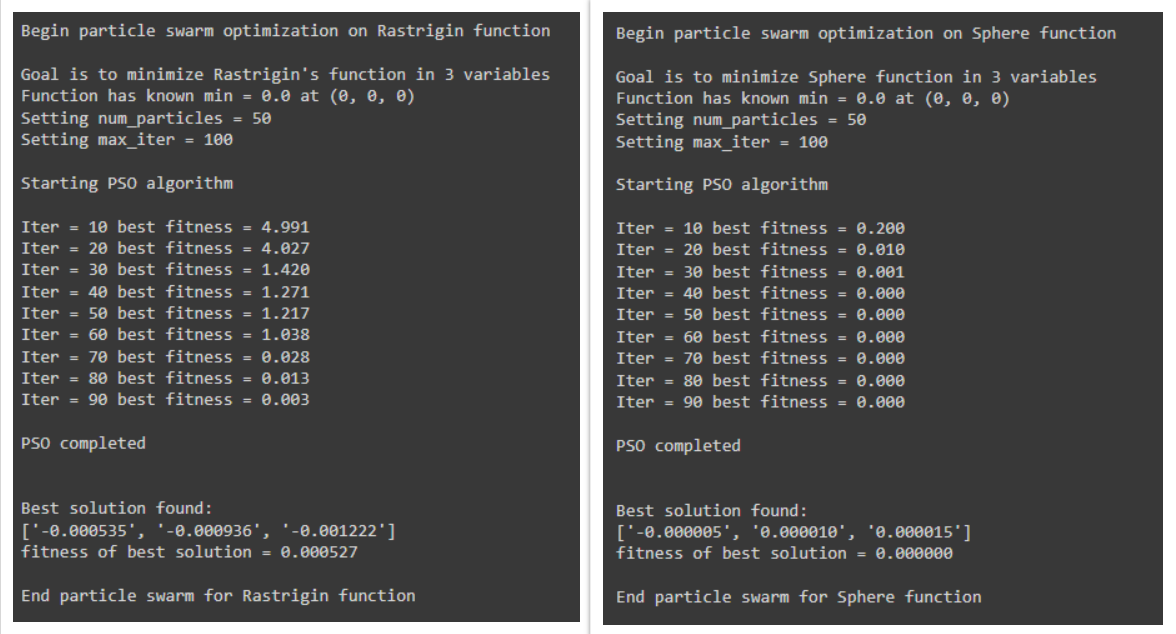 Begin particle swarm optimization on Rastrigin function
Goal is to minimize Rastrigin's function in 3 variables
Function has known min = 0.0 at (0, 0, 0)
Setting num_particles = 50
Setting max_iter = 100
Starting PSO algorithm
Iter = 10 best fitness = 4.991
Iter = 20 best fitness = 4.027
Iter = 30 best fitness = 1.420
Iter = 40 best fitness = 1.271
Iter = 50 best fitness = 1.217
Iter = 60 best fitness = 1.038
Iter = 70 best fitness = 0.028
Iter = 80 best fitness = 0.013
Iter = 90 best fitness = 0.003
PSO completed
Best solution found:
['-0.000535', '-0.000936', '-0.001222']
fitness of best solution = 0.000527
End particle swarm for Rastrigin function
Begin particle swarm optimization on Sphere function
Goal is to minimize Sphere function in 3 variables
Function has known min = 0.0 at (0, 0, 0)
Setting num_particles = 50
Setting max_iter = 100
Starting PSO algorithm
Iter = 10 best fitness = 0.200
Iter = 20 best fitness = 0.010
Iter = 30 best fitness = 0.001
Iter = 40 best fitness = 0.000
Iter = 50 best fitness = 0.000
Iter = 60 best fitness = 0.000
Iter = 70 best fitness = 0.000
Iter = 80 best fitness = 0.000
Iter = 90 best fitness = 0.000
PSO completed
Best solution found:
['-0.000005', '0.000010', '0.000015']
fitness of best solution = 0.000000
End particle swarm for Sphere function